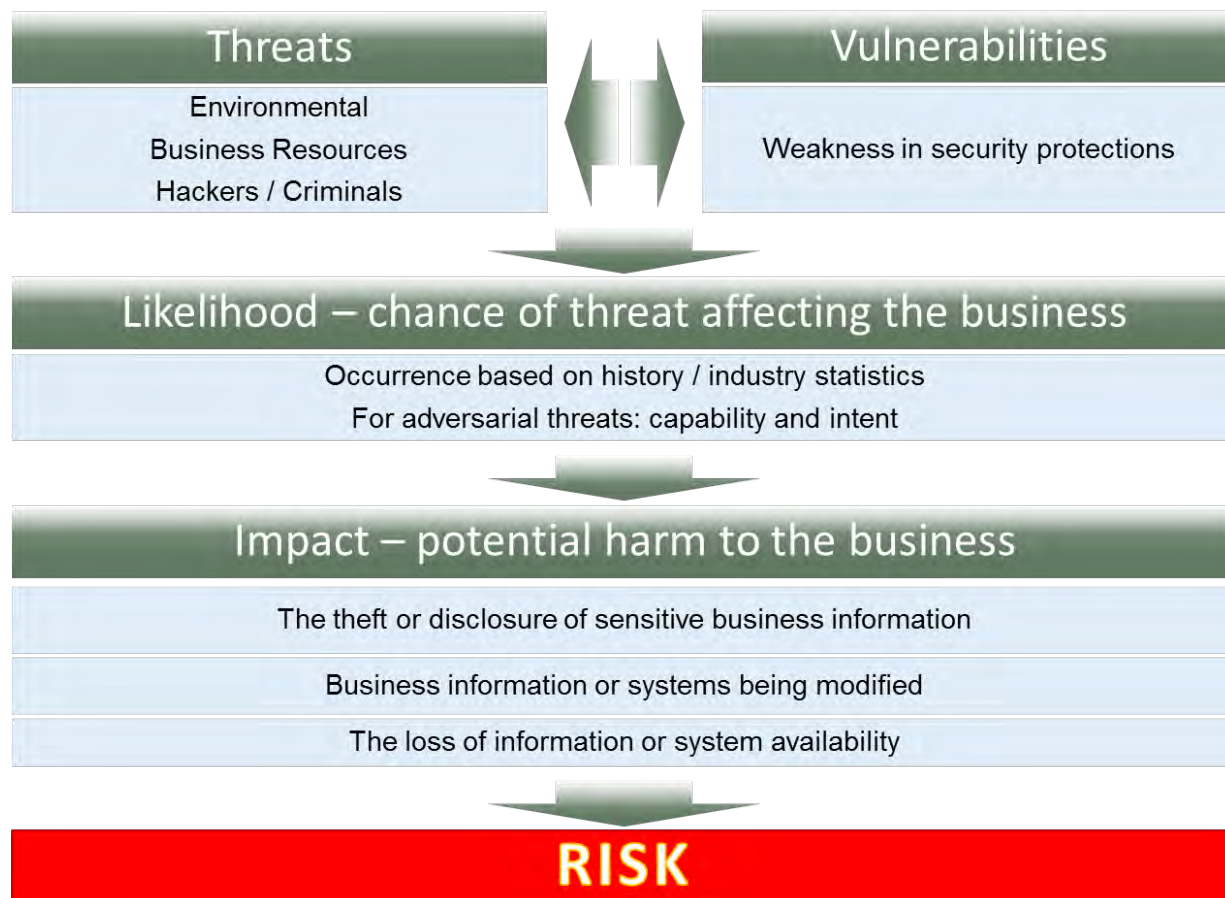 Threats
Environmental
Business Resources
Hackers / Criminals
Vulnerabilities
Weakness in security protections
Likelihood – chance of threat affecting the business
Occurrence based on history / industry statistics
For adversarial threats: capability and intent
Impact – potential harm to the business
The theft or disclosure of sensitive business information
Business information or systems being modified
The loss of information or system availability
RISK